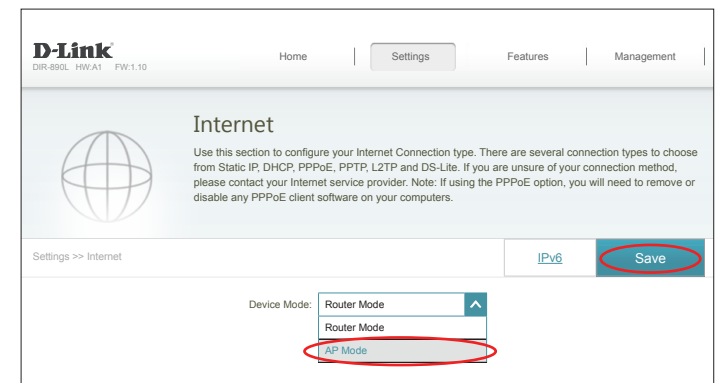 D-Link
DIR-890L HW:A1 FW:1.10
Home
Settings
Features
Management
Internet
Use this section to configure your Internet Connection type. There are several connection types to choose
from Static IP, DHCP, PPPoE, PPTP, L2TP and DS-Lite. If you are unsure of your connection method,
please contact your Internet service provider. Note: If using the PPPoE option, you will need to remove or
disable any PPPoE client software on your computers.
Settings >> Internet
IPv6
Save
Device Mode: Router Mode
Router Mode
AP Mode